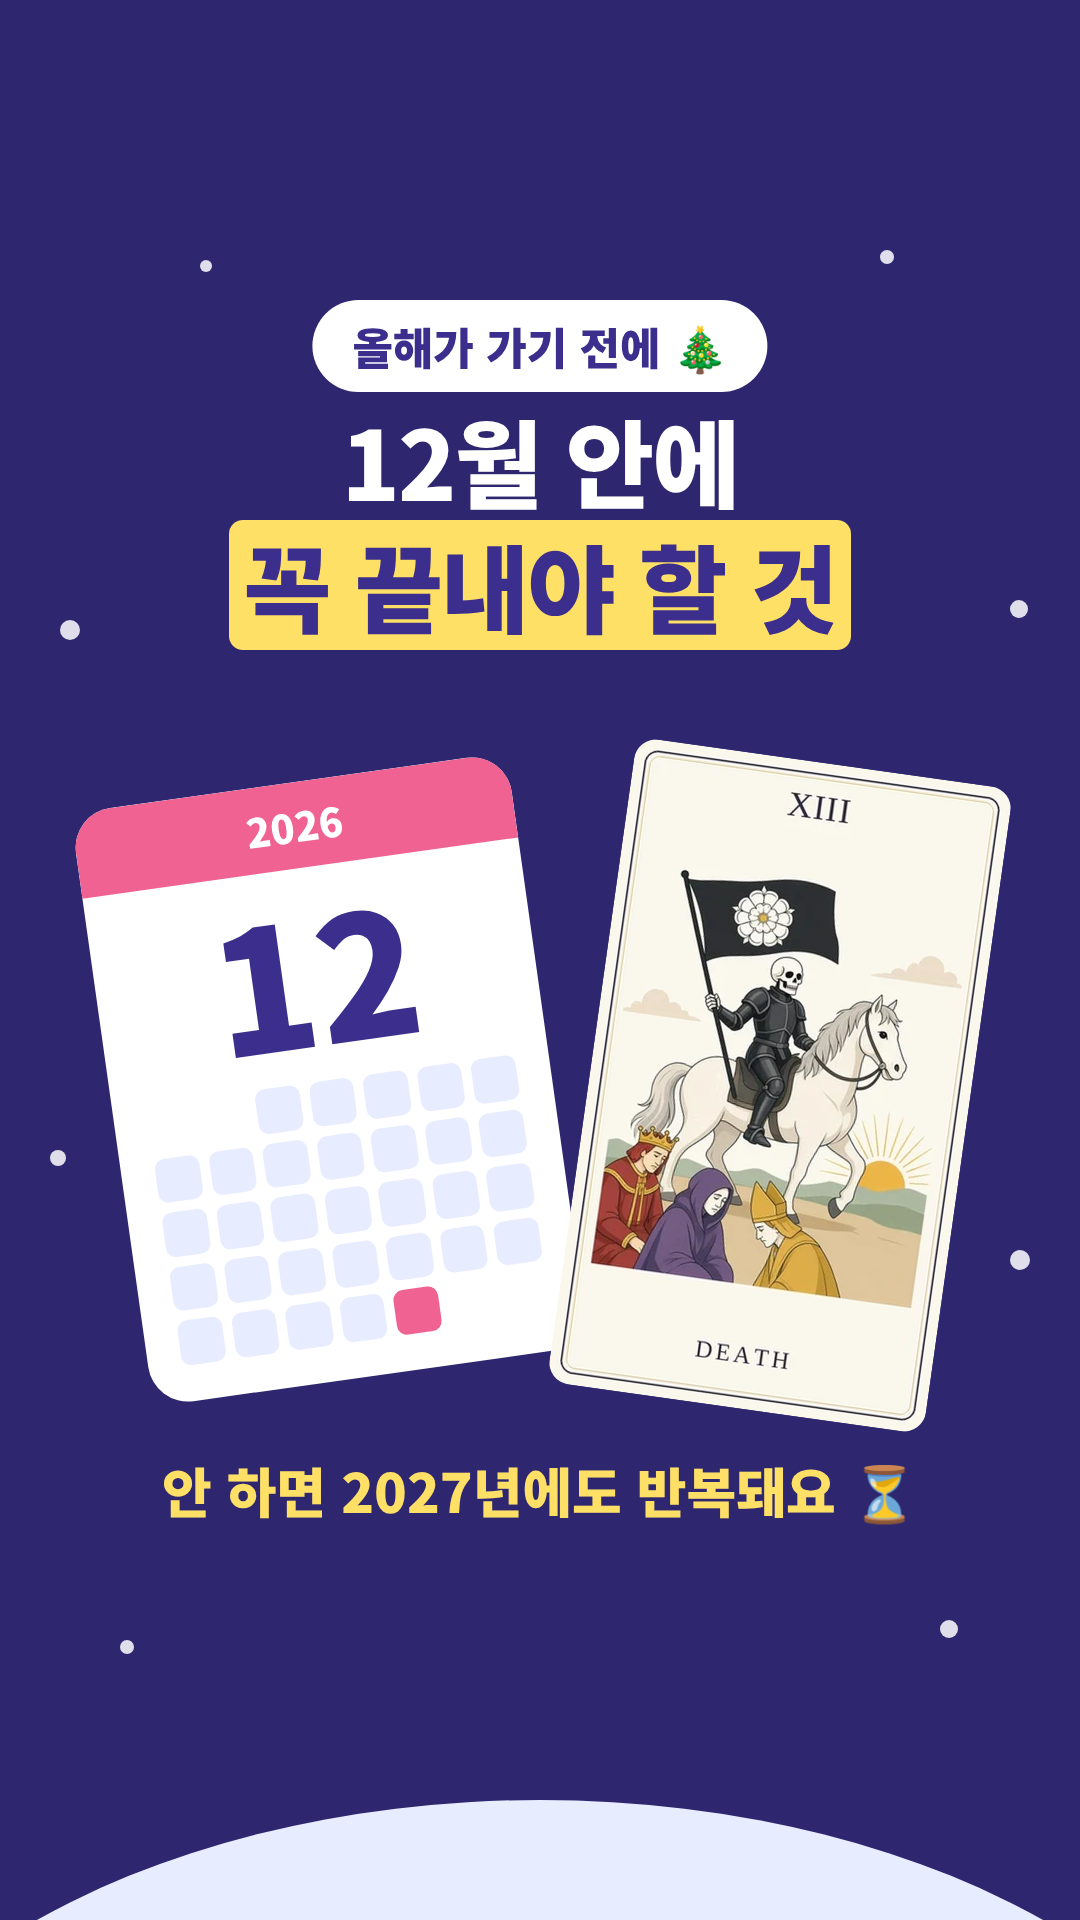 올해가 가기 전에 🎄
12월 안에
꼭 끝내야 할 것
2026
12
XIII
DEATH
안 하면 2027년에도 반복돼요 ⏳